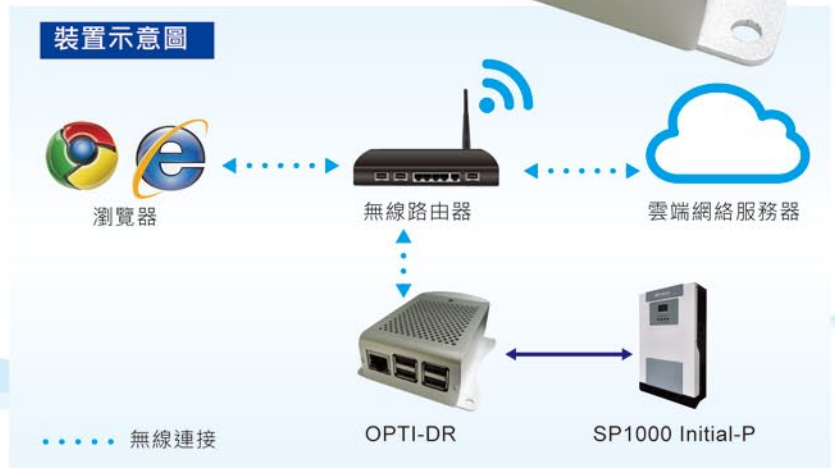 裝置示意圖
瀏覽器
無線路由器
雲端網絡服務器
無線連接
OPTI-DR
SP1000 Initial-P